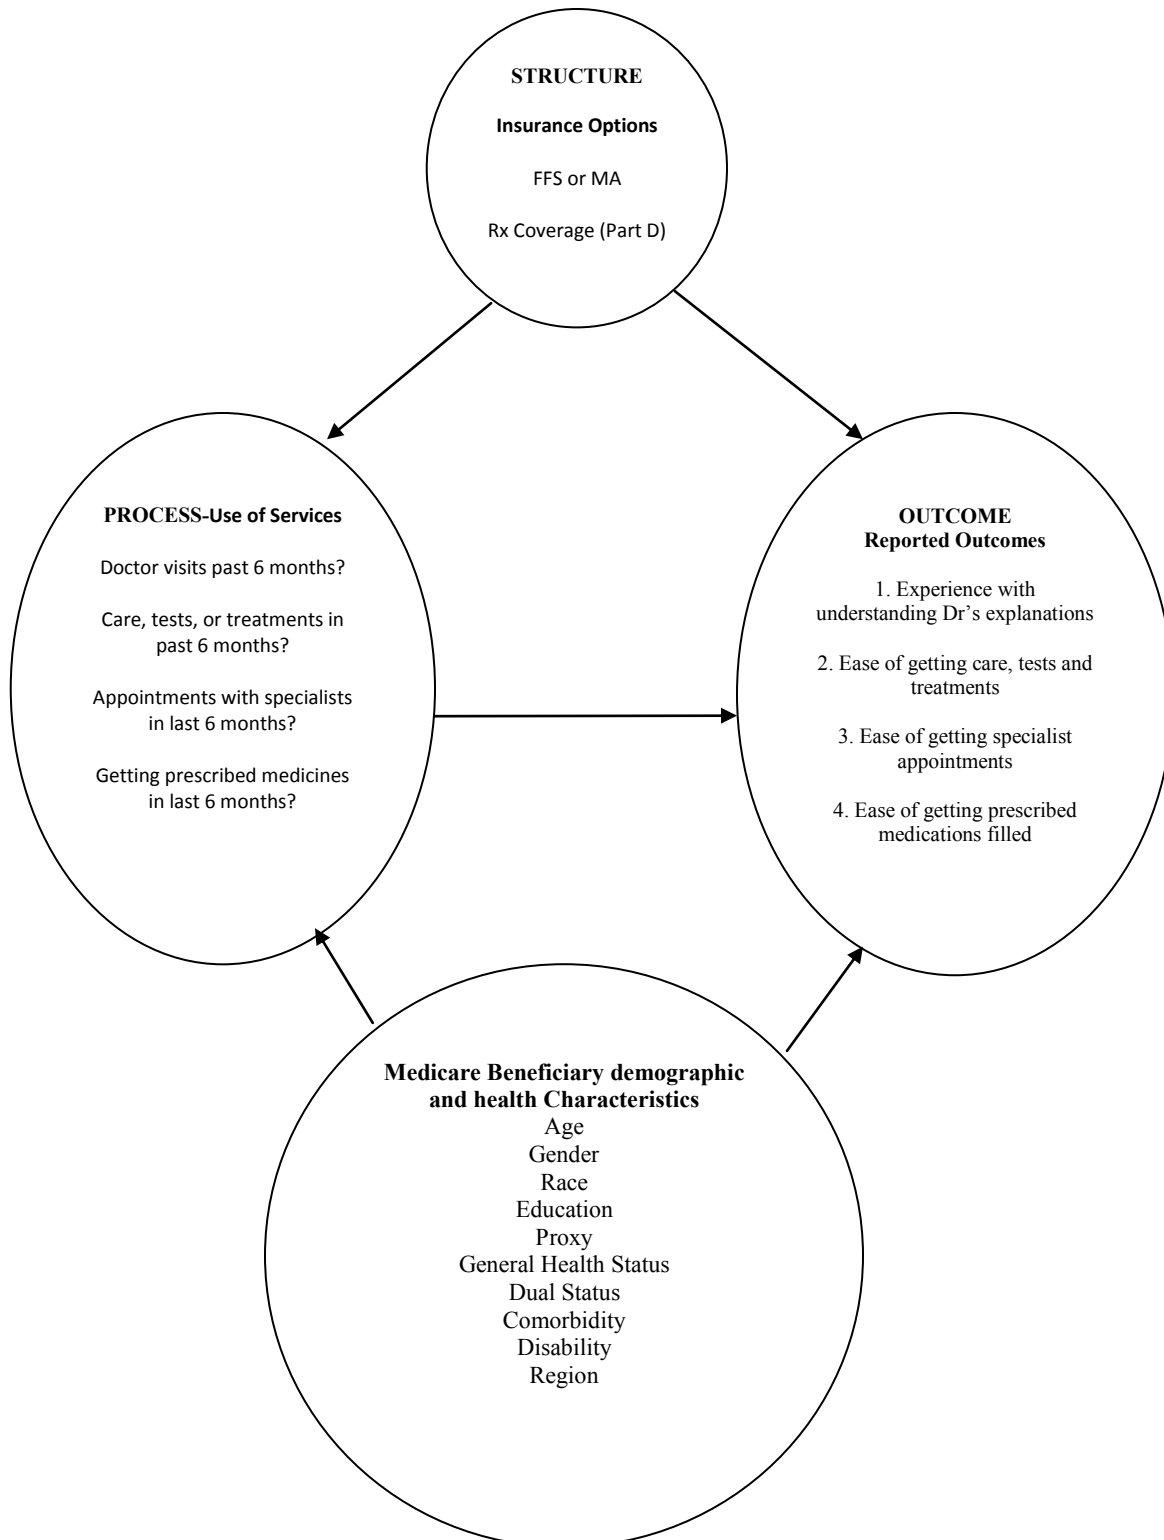 STRUCTURE
Insurance Options
FFS or MA
Rx Coverage (Part D)
PROCESS-Use of Services
Doctor visits past 6 months?
Care, tests, or treatments in
past 6 months?
Appointments with specialists
in last 6 months?
Getting prescribed medicines
in last 6 months?
OUTCOME
Reported Outcomes
1. Experience with
understanding Dr’s explanations
2. Ease of getting care, tests and
treatments
3. Ease of getting specialist
appointments
4. Ease of getting prescribed
medications filled
Medicare Beneficiary demographic
and health Characteristics
Age
Gender
Race
Education
Proxy
General Health Status
Dual Status
Comorbidity
Disability
Region